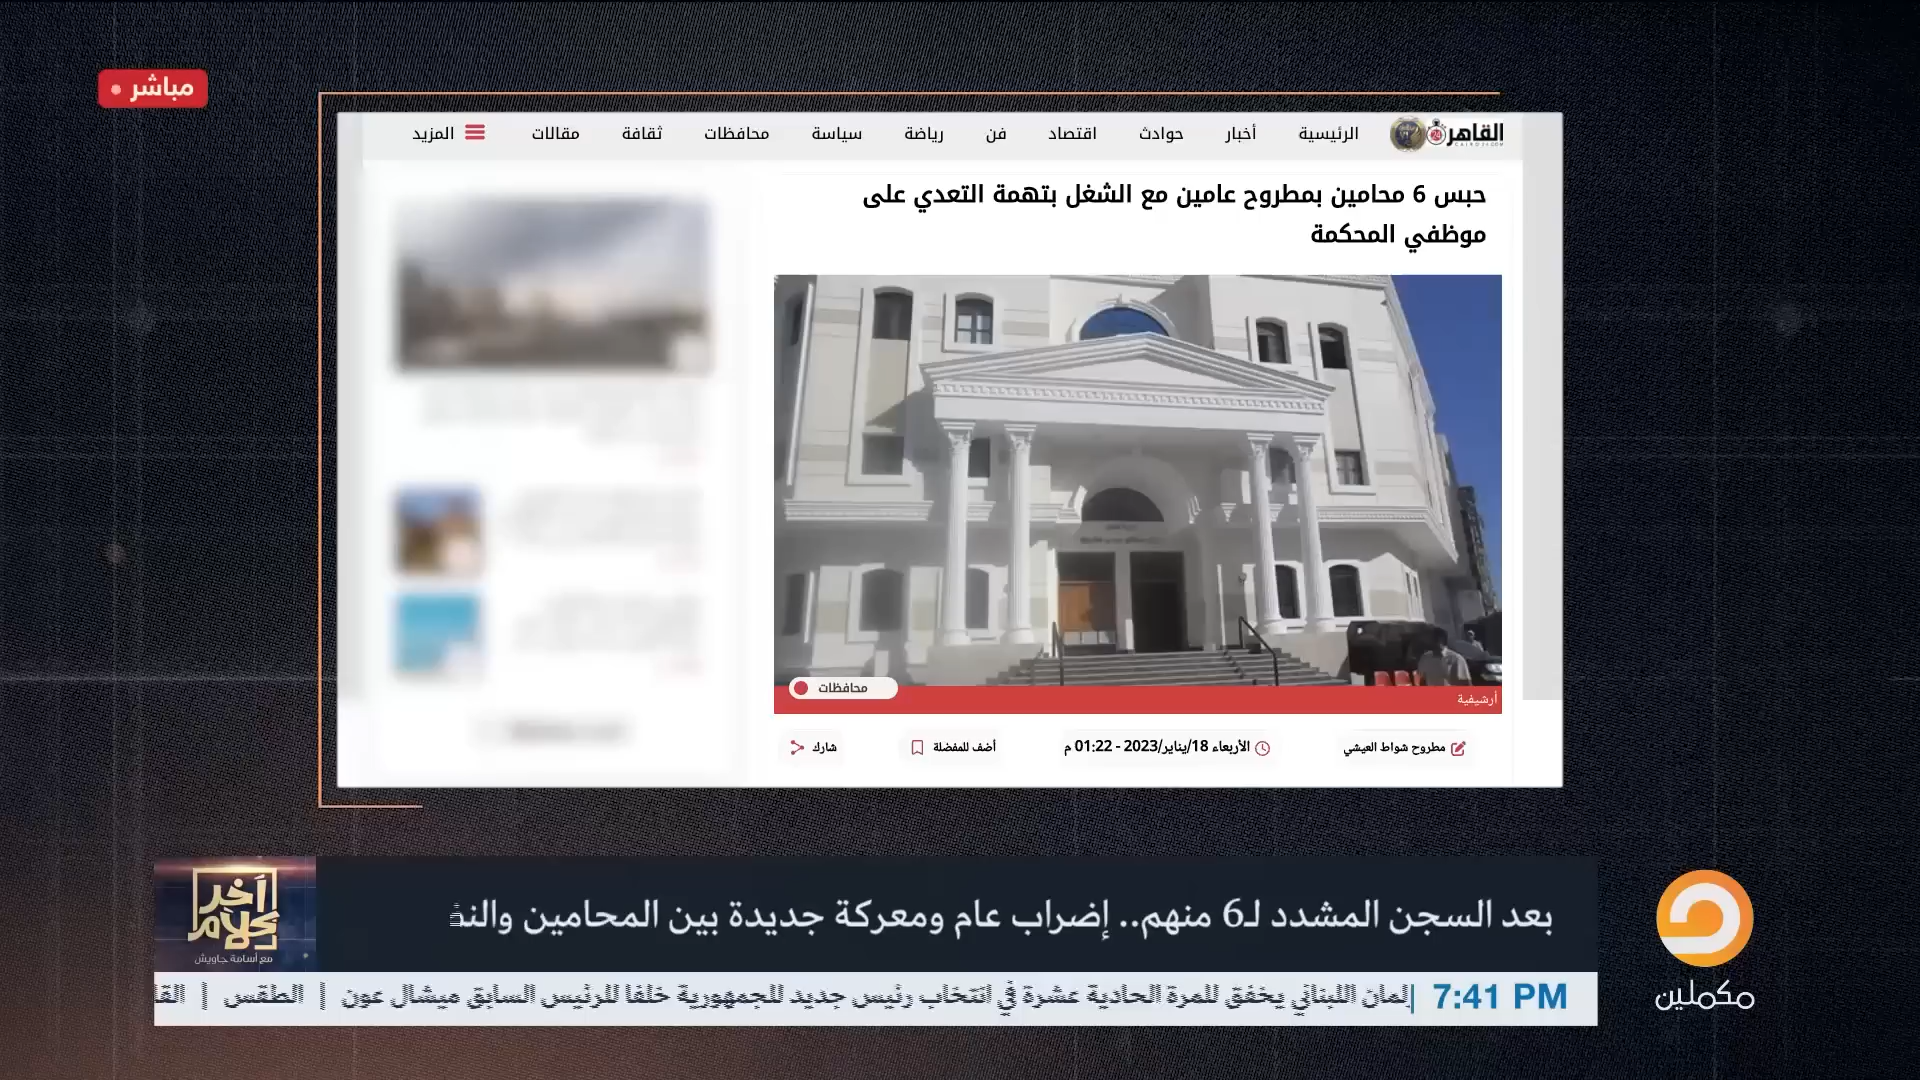 مباشر
القاهرة 24
CAIRO24.COM
الرئيسية أخبار حوادث اقتصاد فن رياضة سياسة محافظات ثقافة مقالات المزيد
حبس 6 محامين بمطروح عامين مع الشغل بتهمة التعدي على
موظفي المحكمة
محافظات
أرشيفية
مطروح شواط العيشي
الأربعاء 18/يناير/2023 - 01:22 م
أضف للمفضلة
شارك
آخر كلام
مع أسامة جاويش
بعد السجن المشدد لـ6 منهم.. إضراب عام ومعركة جديدة بين المحامين
7:41 PM
اللبناني يخفق للمرة الحادية عشرة في انتخاب رئيس جديد للجمهورية خلفا للرئيس السابق ميشال عون | الطقس |
مكملين